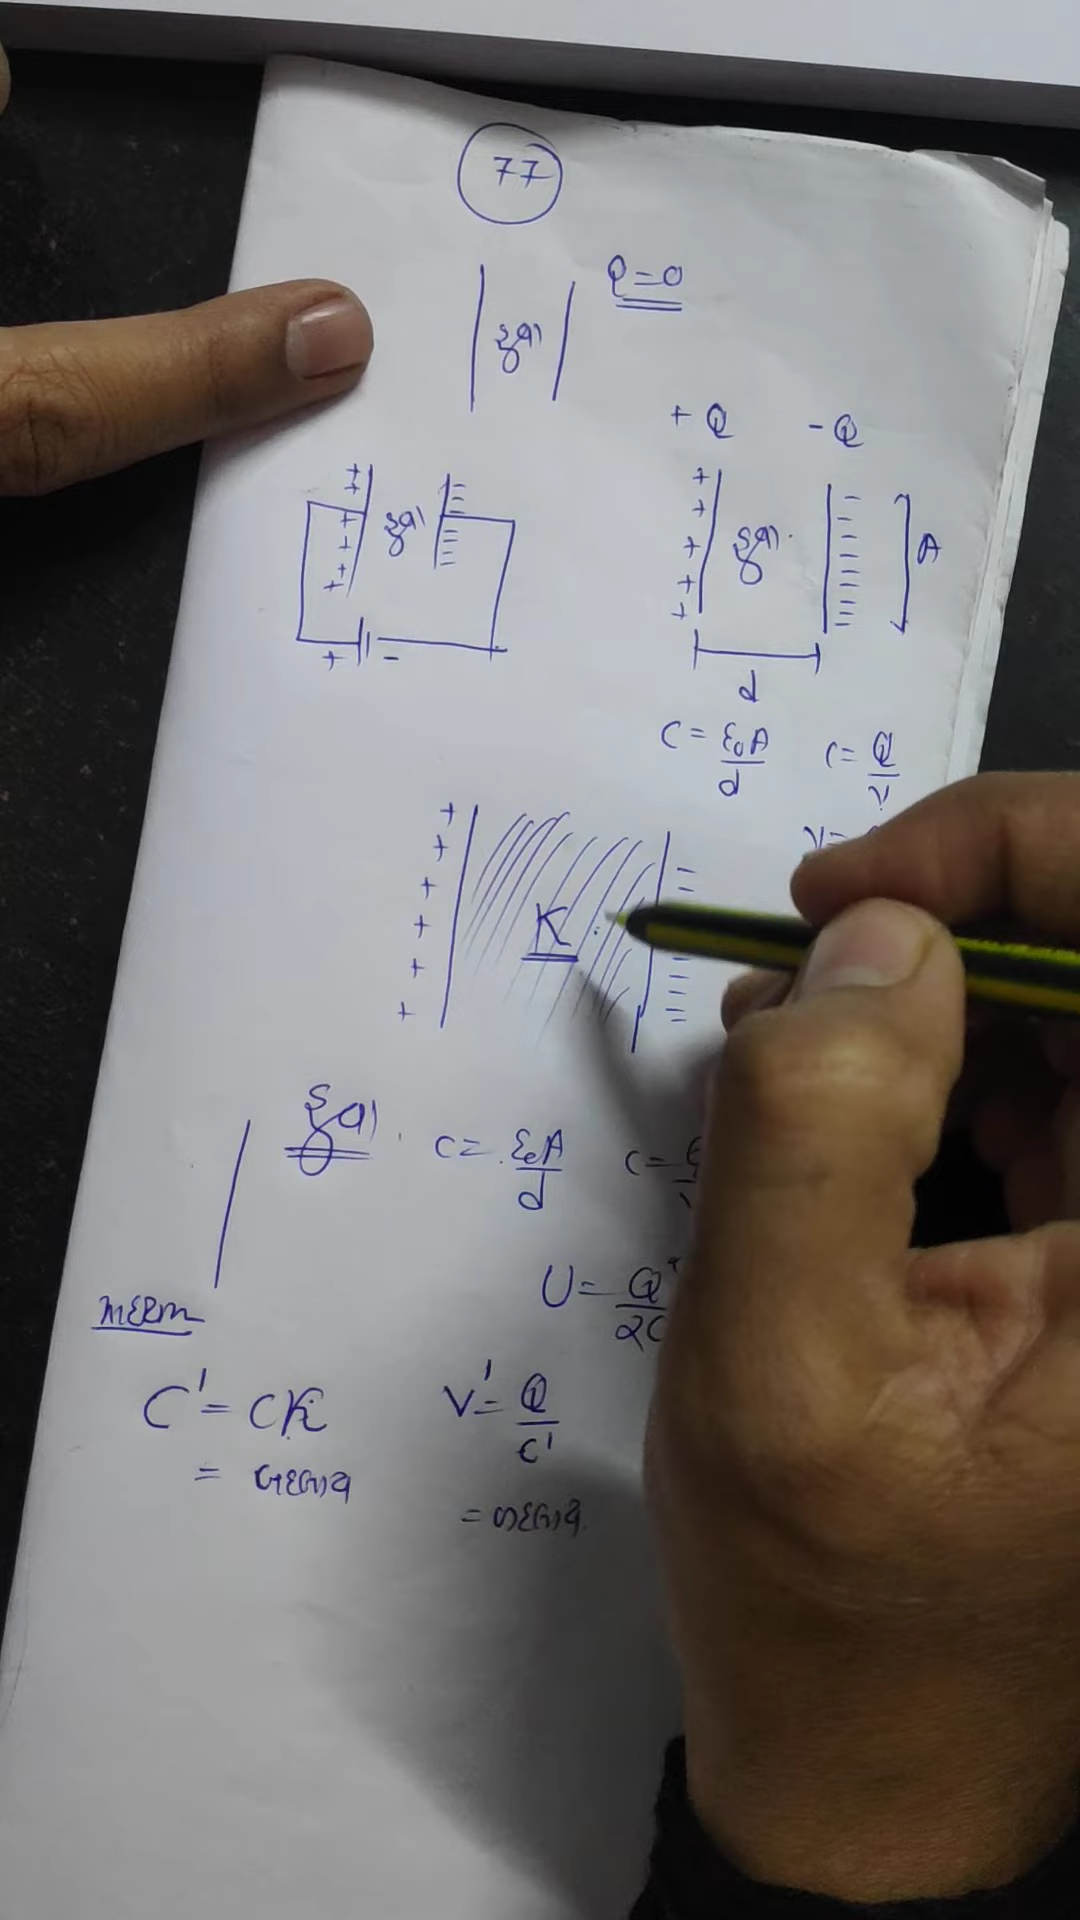 77
Q=0
હવા
+Q -Q
હવા
હવા
A
+ -
d
C = ε₀A/d C = Q/V
V=
K
હવા
C = ε₀A/d C =
U = Q²/2C
C' = CK V' = Q/C'
=
=